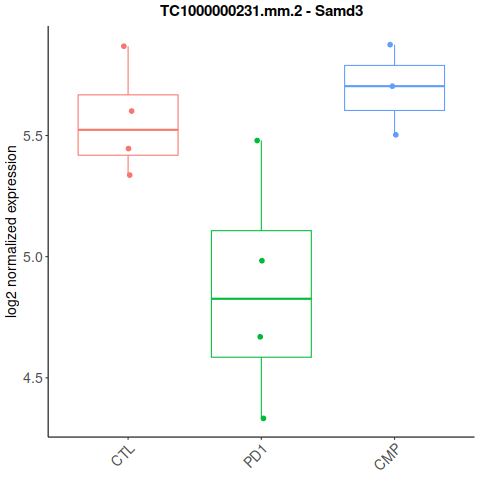 TC1000000231.mm.2 - Samd3
log2 normalized expression
5.5
5.0
4.5
CTL
PD1
CMP